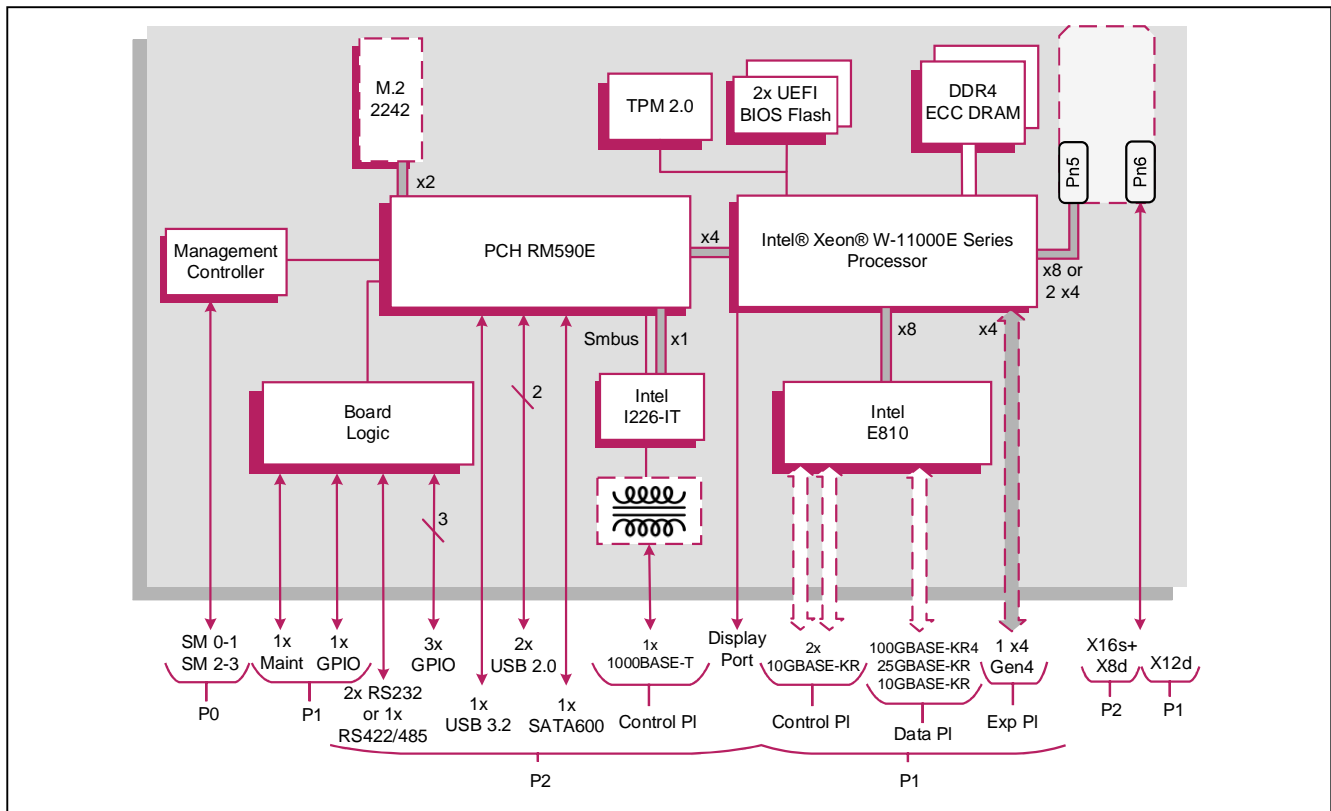 M.2
2242
TPM 2.0
2x UEFI
BIOS Flash
DDR4
ECC DRAM
Pn5
Pn6
x2
Management
Controller
PCH RM590E
x4
Intel® Xeon® W-11000E Series
Processor
x8 or
2 x4
Smbus
x1
x8
x4
Board
Logic
2
Intel
I226-IT
Intel
E810
3
SM 0-1
SM 2-3
P0
1x
Maint
1x
GPIO
P1
2x RS232
or 1x
RS422/485
3x
GPIO
1x
USB 3.2
2x
USB 2.0
1x
SATA600
1x
1000BASE-T
Control Pl
Display
Port
2x
10GBASE-KR
Control Pl
100GBASE-KR4
25GBASE-KR
10GBASE-KR
Data Pl
1 x4
Gen4
Exp Pl
X16s+
X8d
P2
X12d
P1
P2
P1